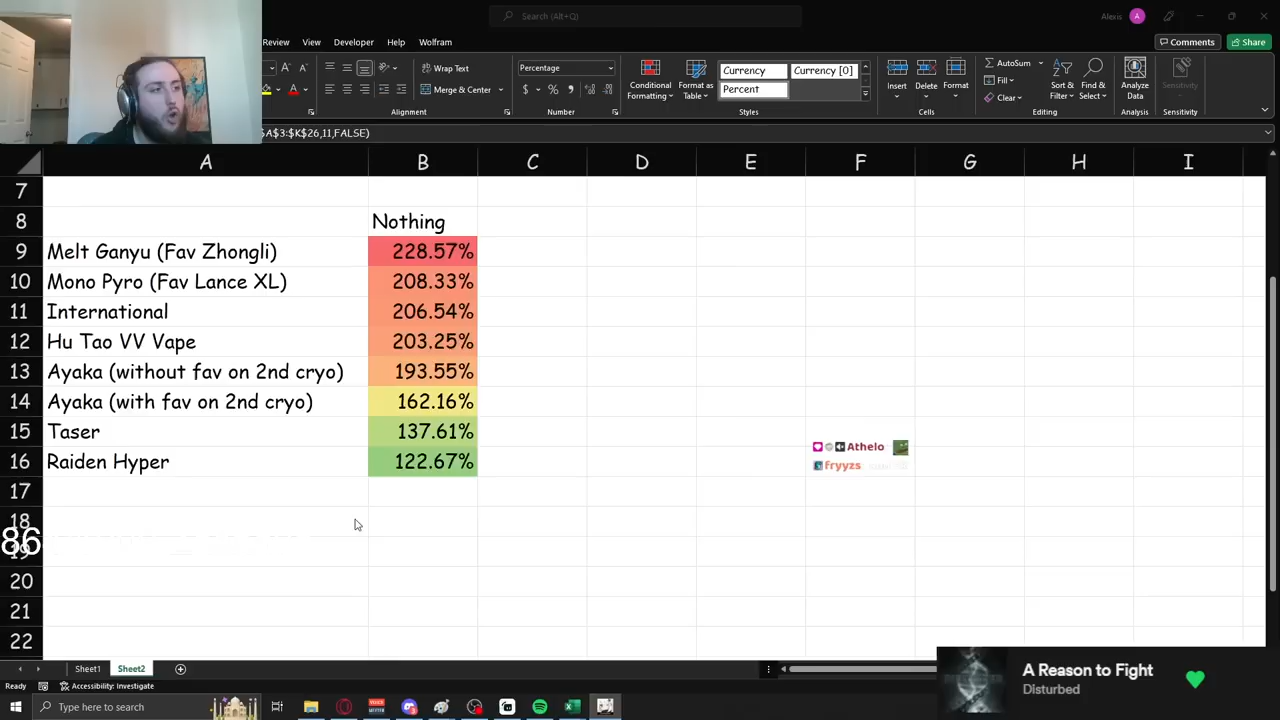 Search (Alt+Q)
Alexis
A
Review View Developer Help Wolfram
Comments Share
Wrap Text
Merge & Center
Percentage
$ % ,
Conditional Formatting
Format as Table
Currency Currency [0]
Percent
Insert Delete Format
AutoSum
Fill
Clear
Sort & Filter
Find & Select
Analyze Data
Sensitivity
Alignment Number Styles Cells Editing Analysis Sensitivity
$A$3:$K$26,11,FALSE)
A B C D E F G H I
7
8 Nothing
9 Melt Ganyu (Fav Zhongli) 228.57%
10 Mono Pyro (Fav Lance XL) 208.33%
11 International 206.54%
12 Hu Tao VV Vape 203.25%
13 Ayaka (without fav on 2nd cryo) 193.55%
14 Ayaka (with fav on 2nd cryo) 162.16%
15 Taser 137.61%
Athelo
16 Raiden Hyper 122.67%
fryyzs
17
18
86
19
20
21
22
Sheet1 Sheet2
A Reason to Fight
Disturbed
Ready Accessibility: Investigate
Type here to search